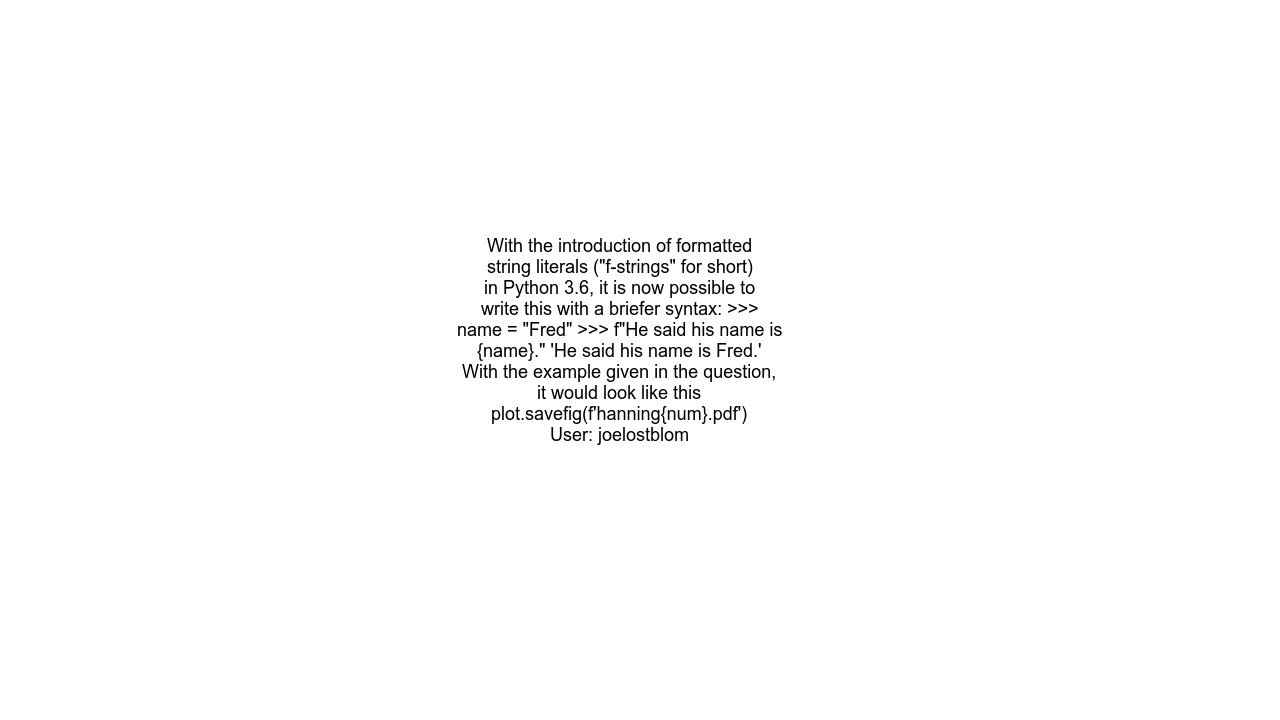 With the introduction of formatted
string literals ("f-strings" for short)
in Python 3.6, it is now possible to
write this with a briefer syntax: >>>
name = "Fred" >>> f"He said his name is
{name}." 'He said his name is Fred.'
With the example given in the question,
it would look like this
plot.savefig(f'hanning{num}.pdf')
User: joelostblom